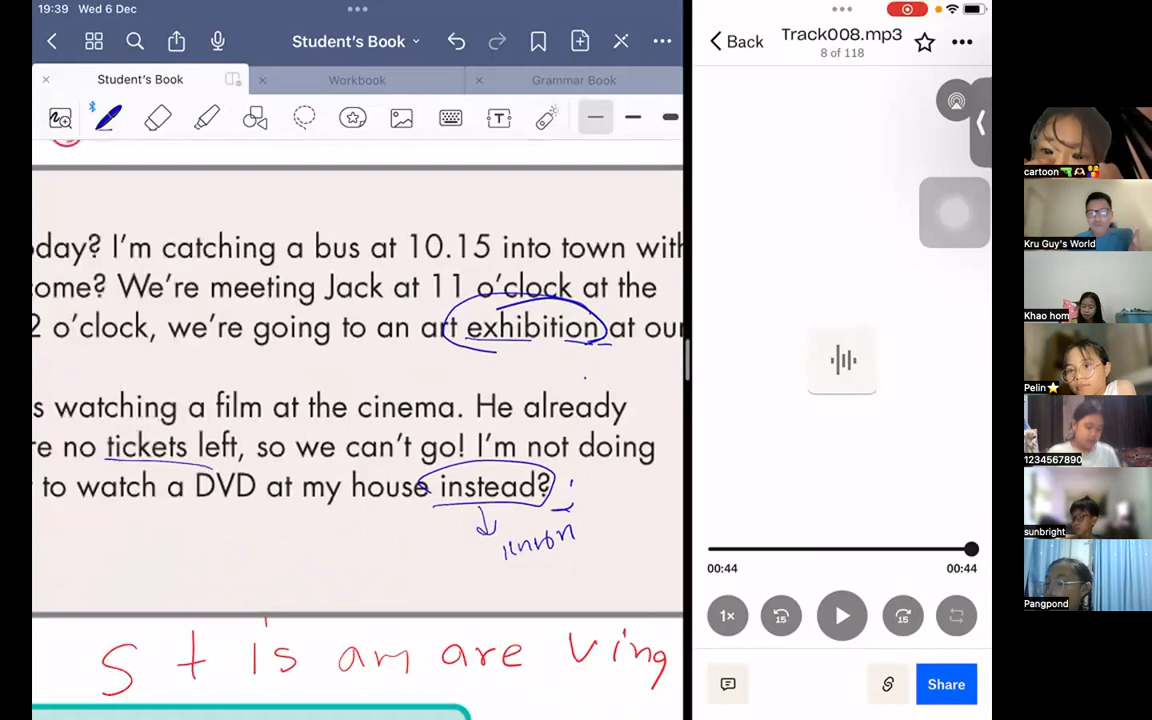 19:39 Wed 6 Dec
Student's Book
Student's Book
Workbook
Grammar Book
day? I'm catching a bus at 10.15 into town with
come? We're meeting Jack at 11 o'clock at the
2 o'clock, we're going to an art exhibition at our
s watching a film at the cinema. He already
re no tickets left, so we can't go! I'm not doing
to watch a DVD at my house instead?
แทนที่
S + is am are Ving
Back
Track008.mp3
8 of 118
00:44
00:44
1×
15
15
Share
cartoon
Kru Guy's World
Khao hom
Pelin
1234567890
sunbright
Pangpond